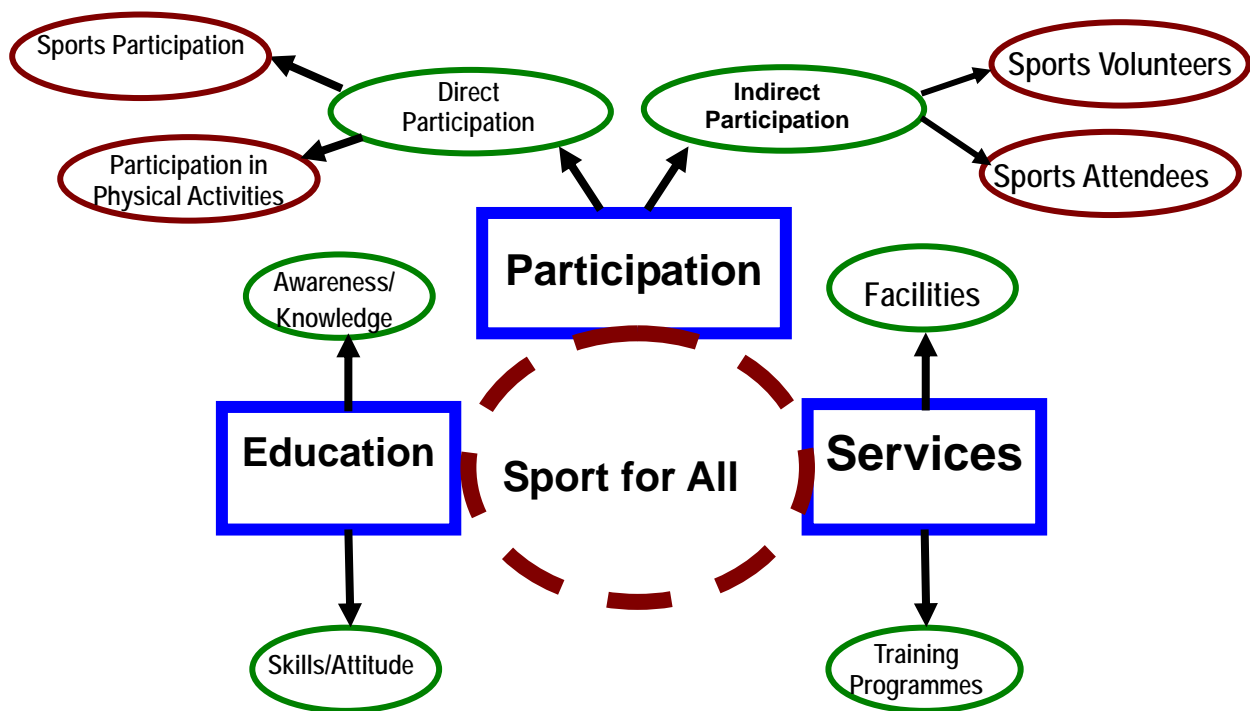 Sports Participation
Direct
Participation
Indirect
Participation
Sports Volunteers
Participation in
Physical Activities
Sports Attendees
Participation
Awareness/
Knowledge
Facilities
Education
Services
Sport for All
Skills/Attitude
Training
Programmes